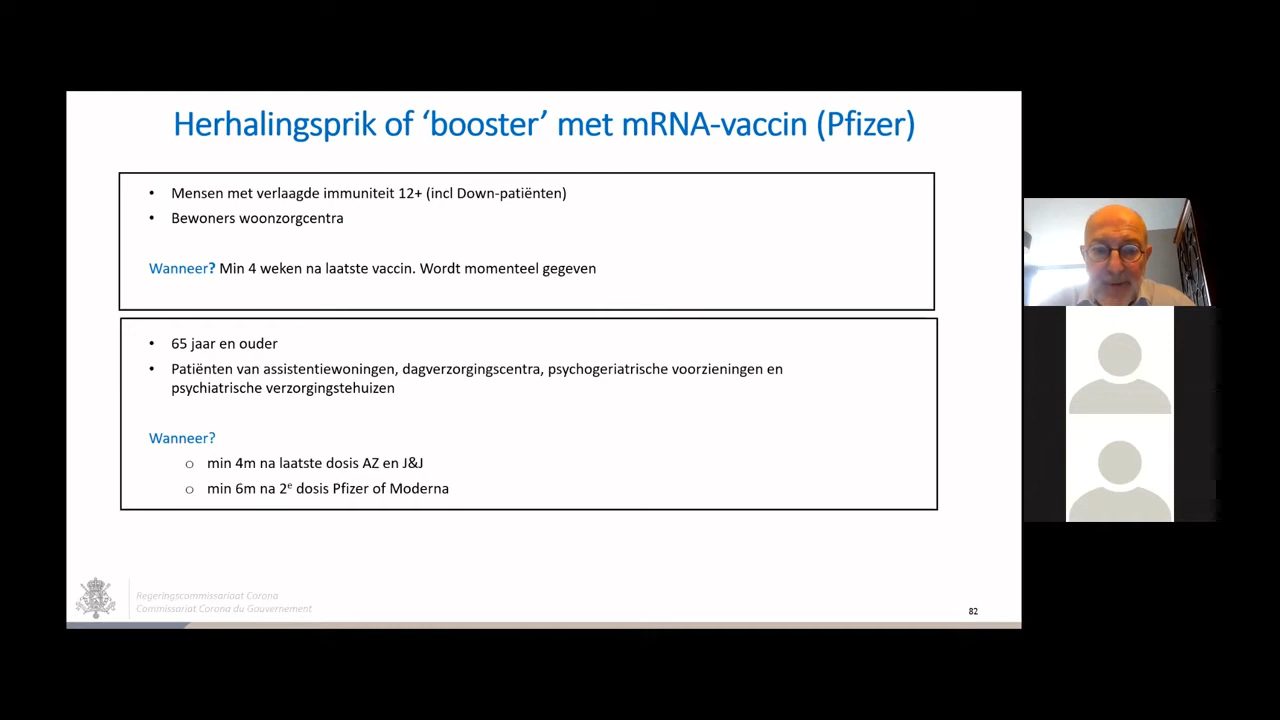 Herhalingsprik of ‘booster’ met mRNA-vaccin (Pfizer)
• Mensen met verlaagde immuniteit 12+ (incl Down-patiënten)
• Bewoners woonzorgcentra
Wanneer? Min 4 weken na laatste vaccin. Wordt momenteel gegeven
• 65 jaar en ouder
• Patiënten van assistentiewoningen, dagverzorgingscentra, psychogeriatrische voorzieningen en
psychiatrische verzorgingstehuizen
Wanneer?
o min 4m na laatste dosis AZ en J&J
o min 6m na 2e dosis Pfizer of Moderna
Regeringscommissariaat Corona
Commissariat Corona du Gouvernement
82